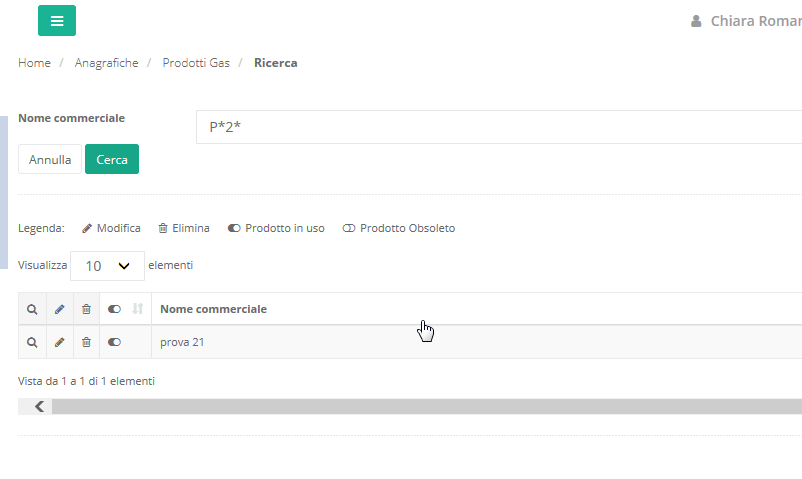 Chiara Romar
Home / Anagrafiche / Prodotti Gas / Ricerca
Nome commerciale P*2*
Annulla Cerca
Legenda: Modifica Elimina Prodotto in uso Prodotto Obsoleto
Visualizza 10 elementi
Nome commerciale
prova 21
Vista da 1 a 1 di 1 elementi